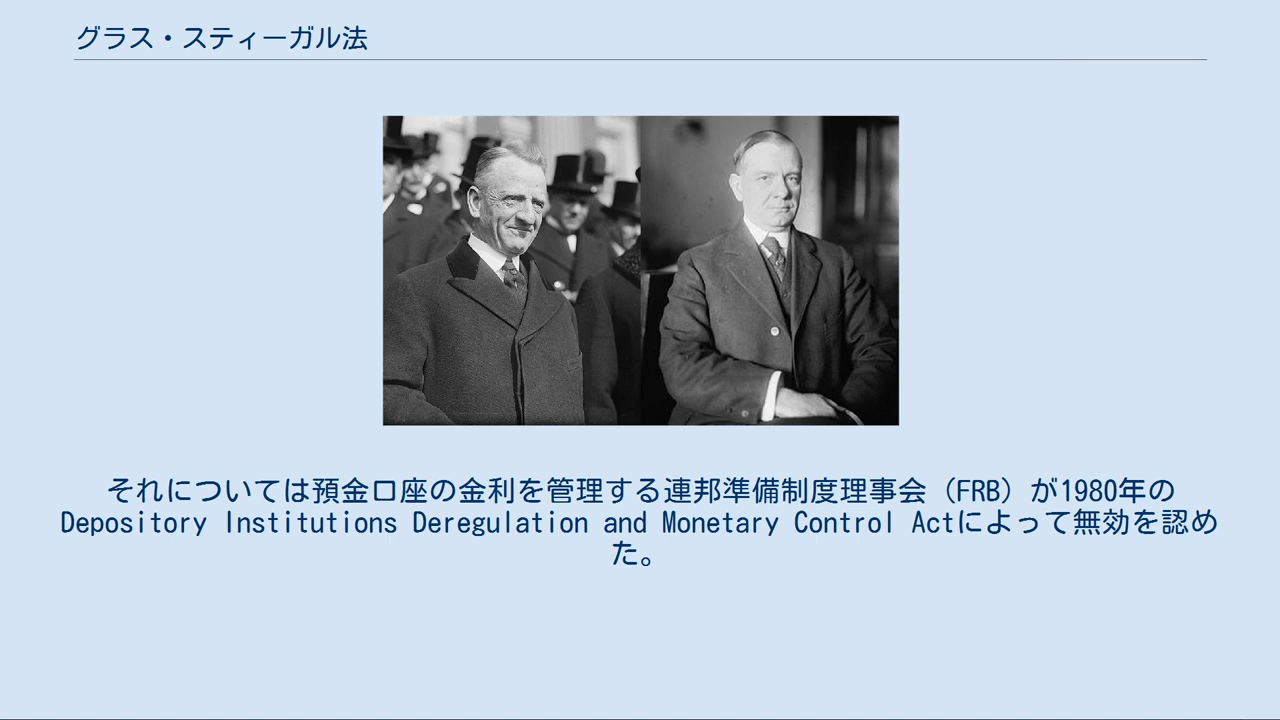 グラス・スティーガル法
それについては預金口座の金利を管理する連邦準備制度理事会（FRB）が1980年の
Depository Institutions Deregulation and Monetary Control Actによって無効を認め
た。